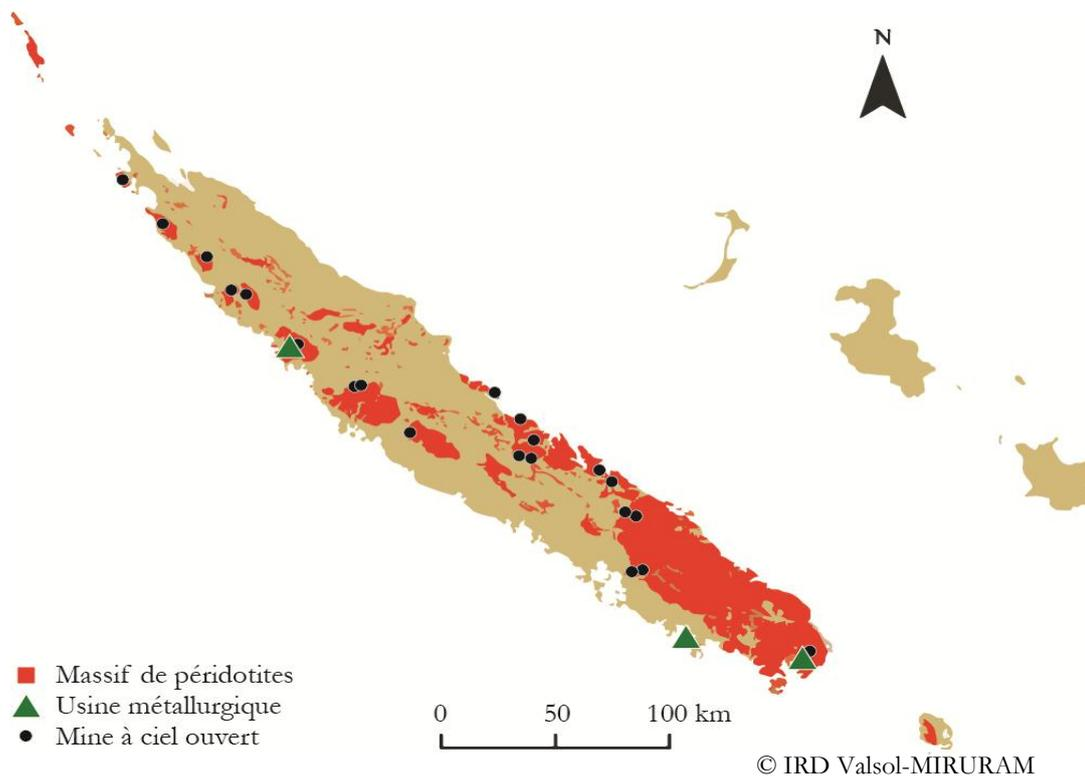 N
Massif de péridotites
Usine métallurgique
Mine à ciel ouvert
0 50 100 km
© IRD Valsol-MIRURAM